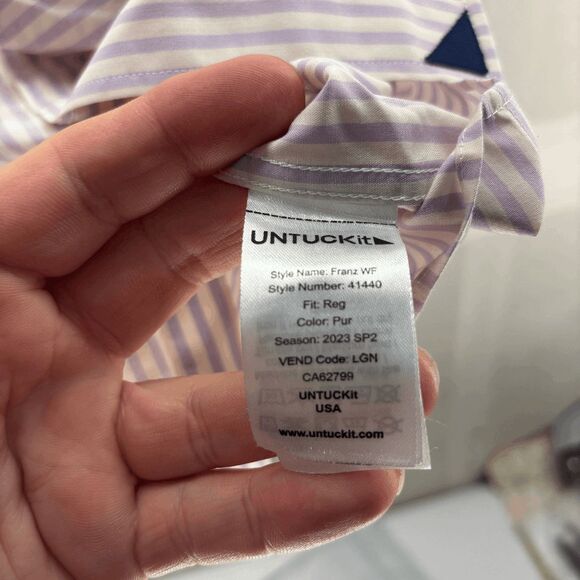 UNTUCKit
Style Name: Franz WF
Style Number: 41440
Fit: Reg
Color: Pur
Season: 2023 SP2
VEND Code: LGN
CA62799
UNTUCKit
USA
www.untuckit.com